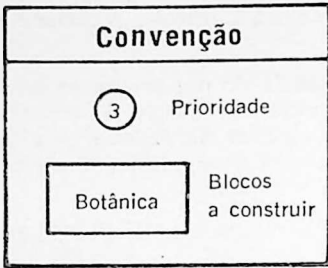 Convenção
3 Prioridade
Botânica
Blocos
a construir